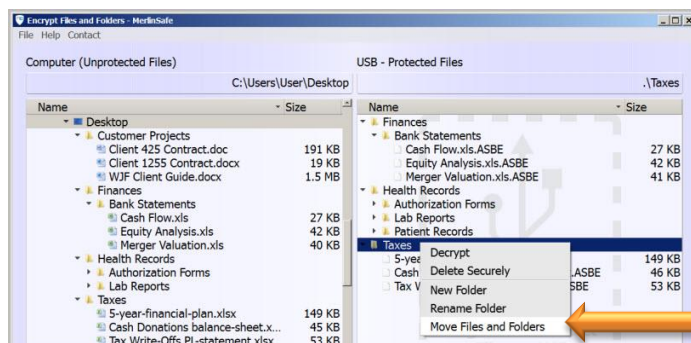 Encrypt Files and Folders - MerlinSafe
File Help Contact
Computer (Unprotected Files)
C:\Users\User\Desktop
Name Size
Desktop
Customer Projects
Client 425 Contract.doc 191 KB
Client 1255 Contract.docx 19 KB
WJF Client Guide.docx 1.5 MB
Finances
Bank Statements
Cash Flow.xls 27 KB
Equity Analysis.xls 42 KB
Merger Valuation.xls 40 KB
Health Records
Authorization Forms
Lab Reports
Taxes
5-year-financial-plan.xlsx 149 KB
Cash Donations balance-sheet.x... 45 KB
Tax Write-Offs PL-statement.xlsx 53 KB
USB - Protected Files
.\Taxes
Name Size
Finances
Bank Statements
Cash Flow.xls.ASBE 27 KB
Equity Analysis.xls.ASBE 42 KB
Merger Valuation.xls.ASBE 41 KB
Health Records
Authorization Forms
Lab Reports
Patient Records
Taxes
5-yea 149 KB
Cash .ASBE 46 KB
Tax W SBE 53 KB
Decrypt
Delete Securely
New Folder
Rename Folder
Move Files and Folders